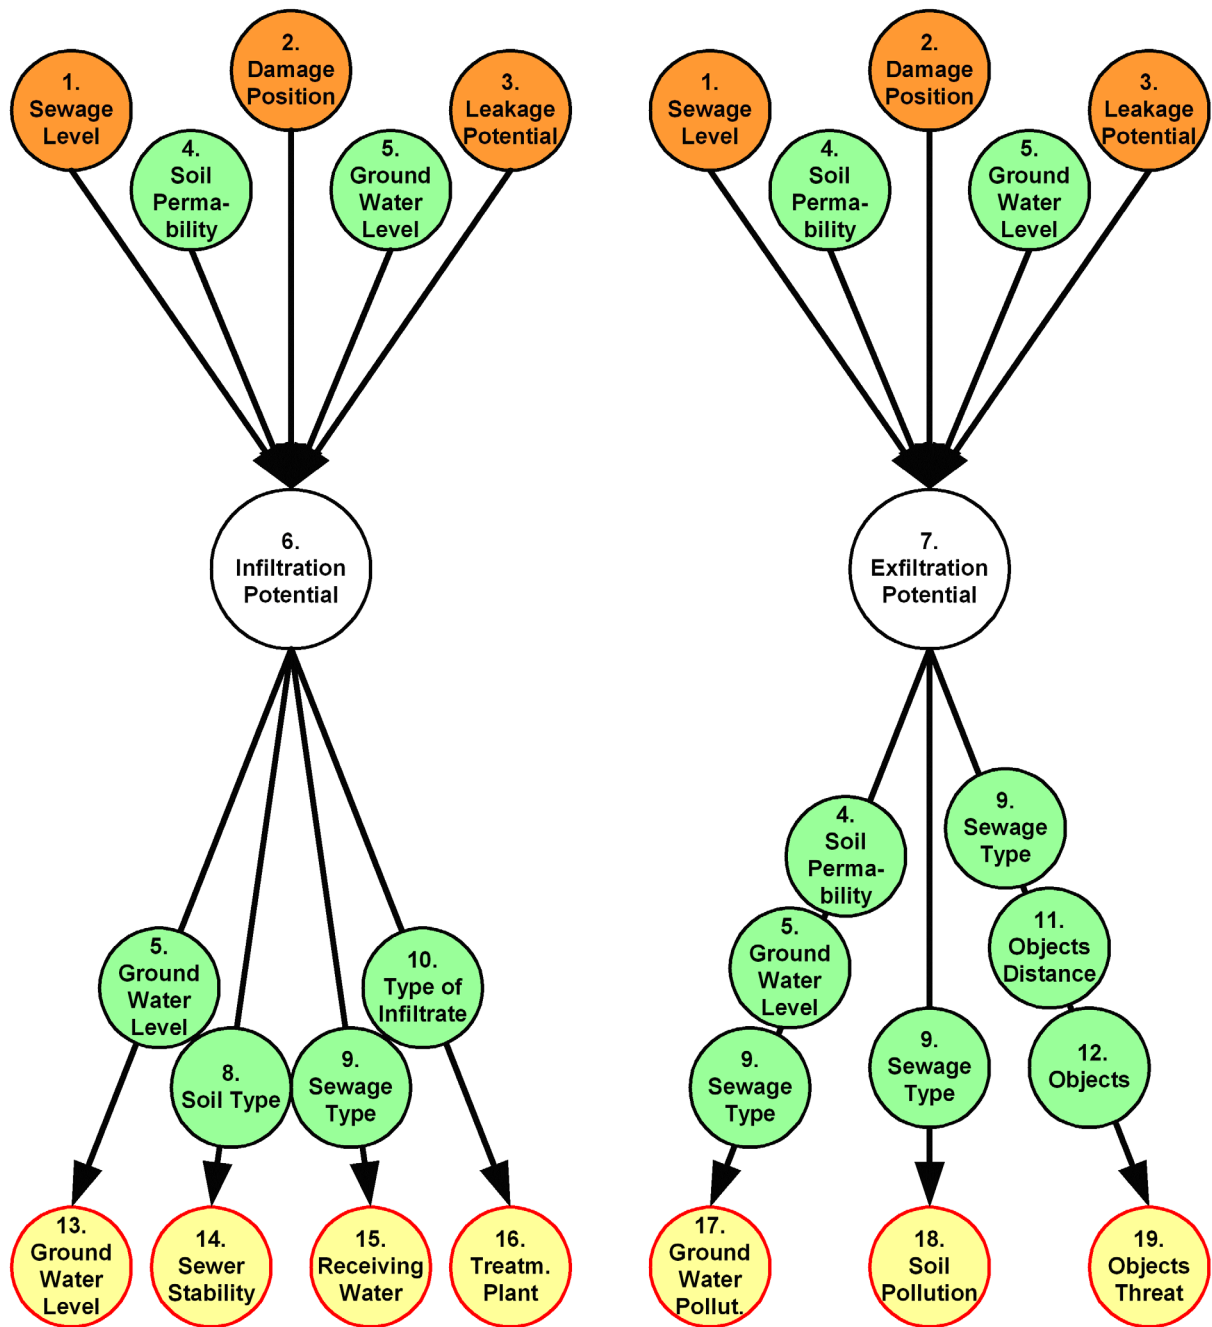 1.
Sewage
Level
2.
Damage
Position
3.
Leakage
Potential
4.
Soil
Perma-
bility
5.
Ground
Water
Level
6.
Infiltration
Potential
5.
Ground
Water
Level
8.
Soil Type
9.
Sewage
Type
10.
Type of
Infiltrate
13.
Ground
Water
Level
14.
Sewer
Stability
15.
Receiving
Water
16.
Treatm.
Plant
1.
Sewage
Level
2.
Damage
Position
3.
Leakage
Potential
4.
Soil
Perma-
bility
5.
Ground
Water
Level
7.
Exfiltration
Potential
4.
Soil
Perma-
bility
5.
Ground
Water
Level
9.
Sewage
Type
9.
Sewage
Type
9.
Sewage
Type
11.
Objects
Distance
12.
Objects
17.
Ground
Water
Pollut.
18.
Soil
Pollution
19.
Objects
Threat